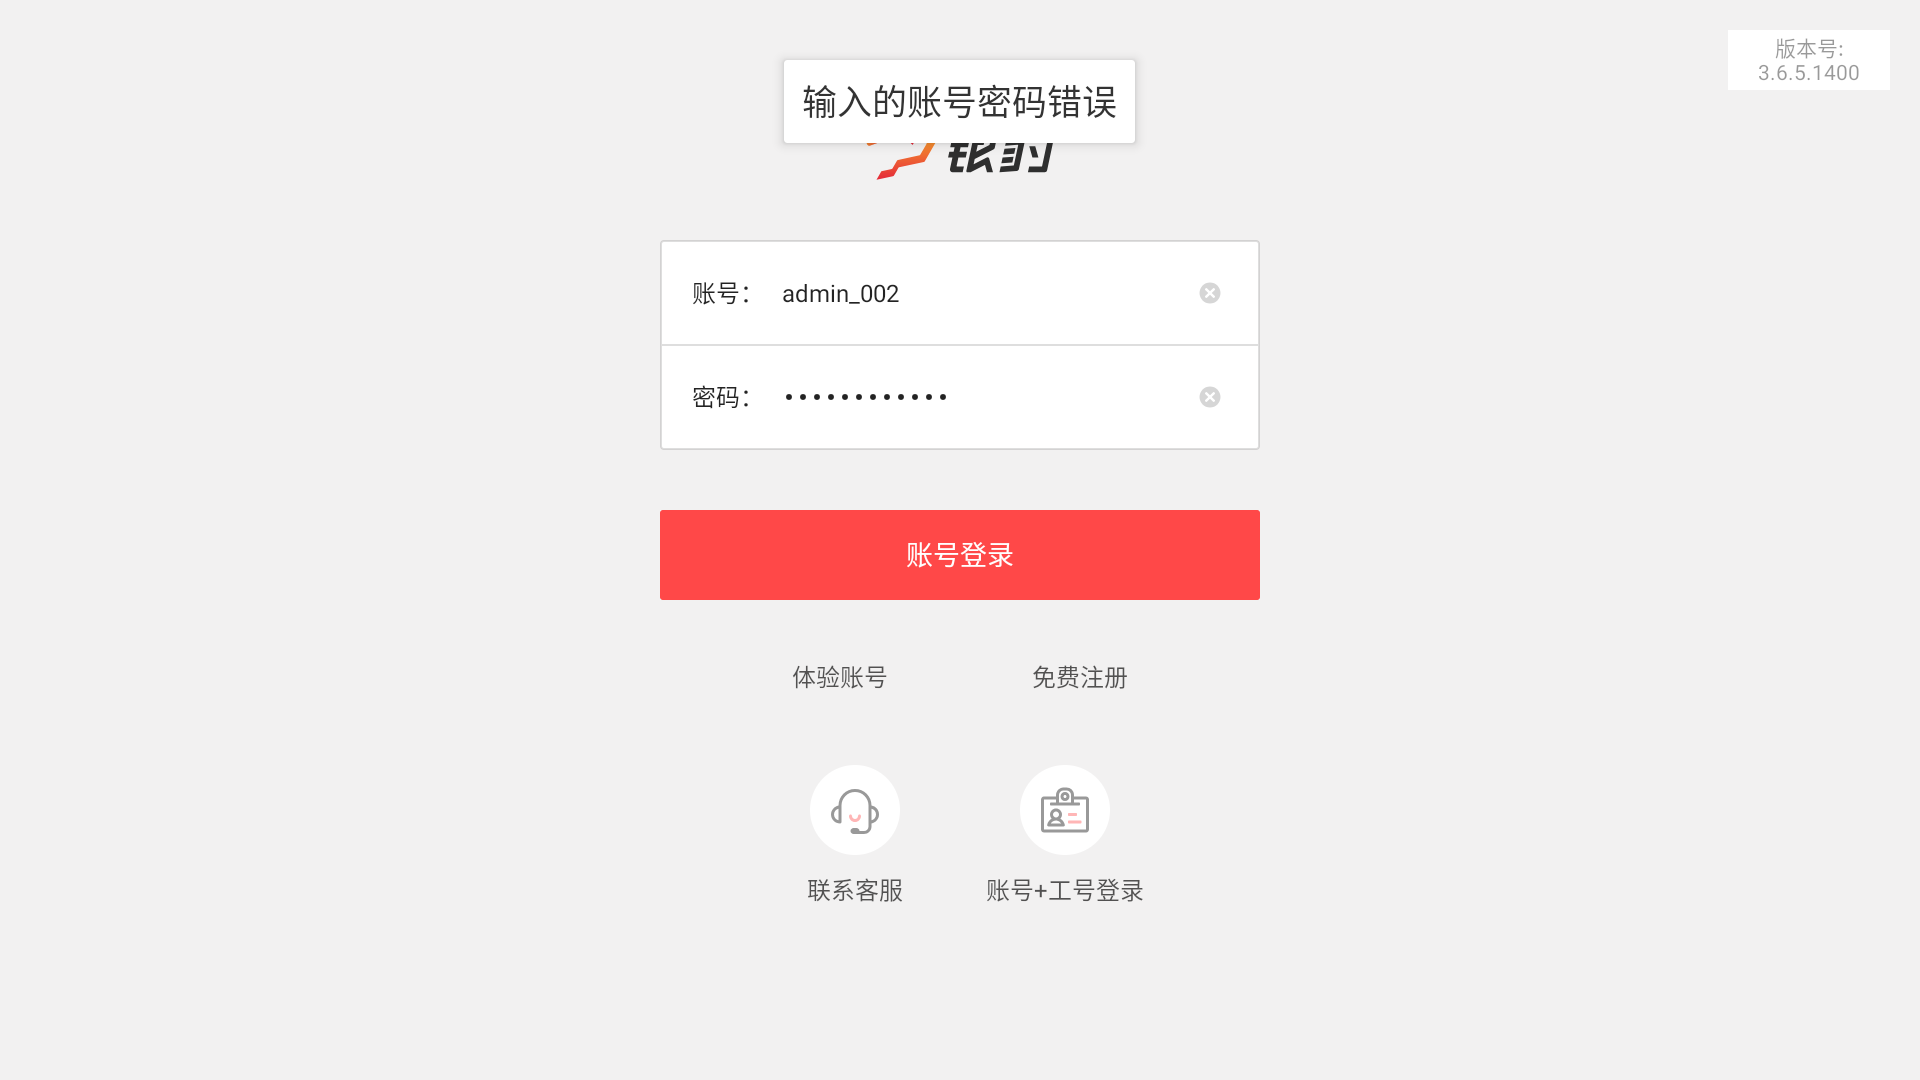 版本号:
3.6.5.1400
输入的账号密码错误
账号：
admin_002
密码：
••••••••••••
账号登录
体验账号
免费注册
联系客服
账号+工号登录